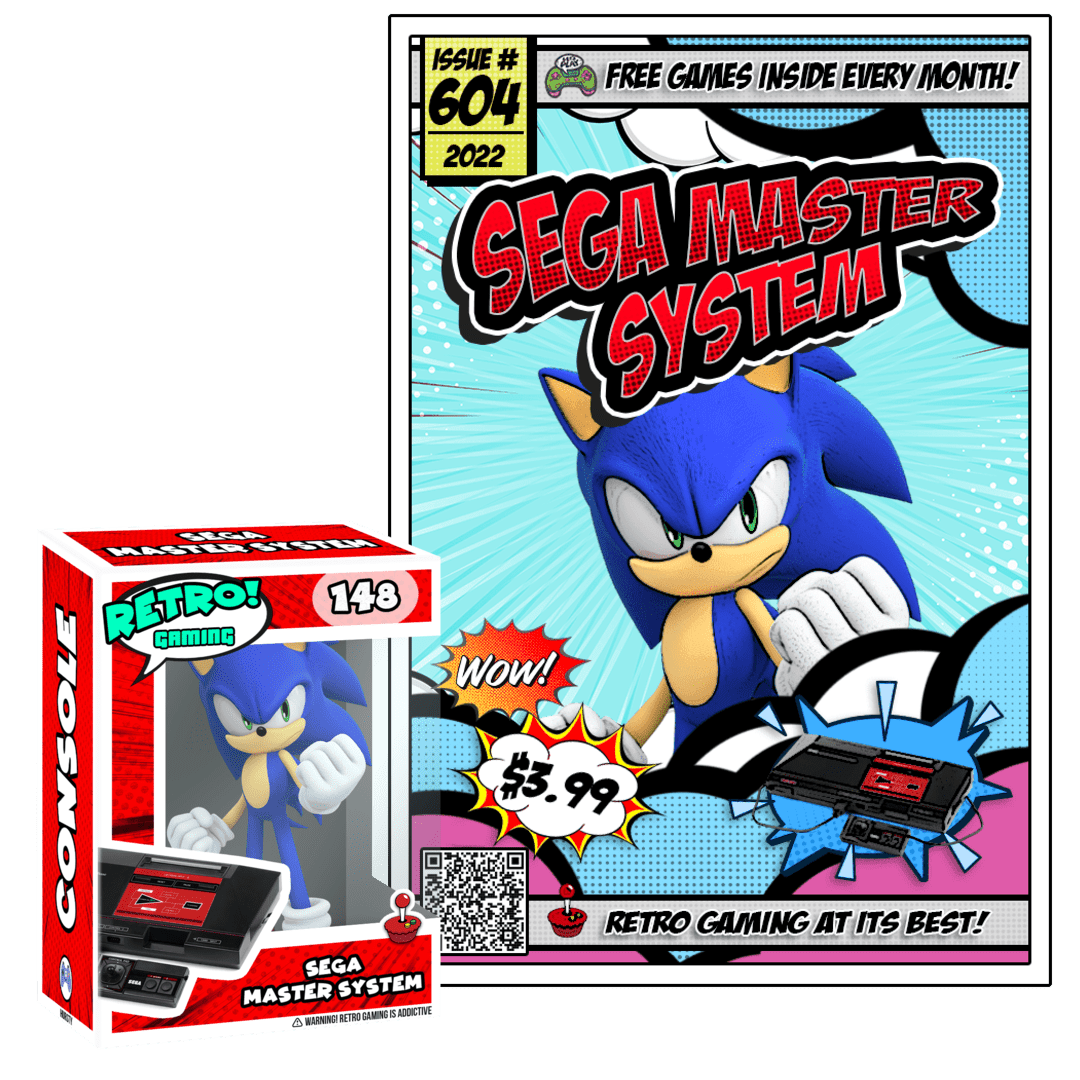 ISSUE #
604
2022
FREE GAMES INSIDE EVERY MONTH!
SEGA MASTER
SYSTEM
WOW!
$3.99
RETRO GAMING AT ITS BEST!
SEGA
MASTER SYSTEM
RETRO!
GAMING
148
CONSOLE
SEGA
SEGA
MASTER SYSTEM
⚠ WARNING! RETRO GAMING IS ADDICTIVE